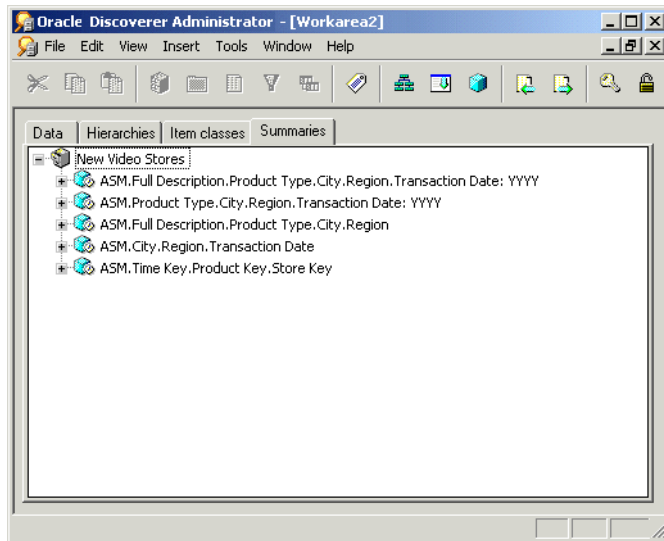 Oracle Discoverer Administrator - [Workarea2]
File Edit View Insert Tools Window Help
Data Hierarchies Item classes Summaries
New Video Stores
ASM.Full Description.Product Type.City.Region.Transaction Date: YYYY
ASM.Product Type.City.Region.Transaction Date: YYYY
ASM.Full Description.Product Type.City.Region
ASM.City.Region.Transaction Date
ASM.Time Key.Product Key.Store Key